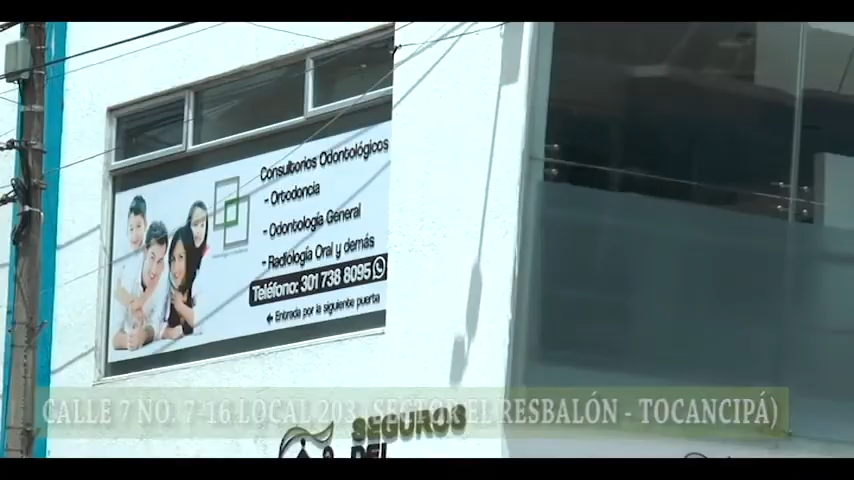 Consultorios Odontológicos
- Ortodoncia
- Odontología General
- Radiología Oral y demás
Teléfono: 301 738 8095
Entrada por la siguiente puerta
CALLE 7 NO. 7-16 LOCAL 203 (SECTOR EL RESBALÓN - TOCANCIPÁ)
SEGUROS
DEL